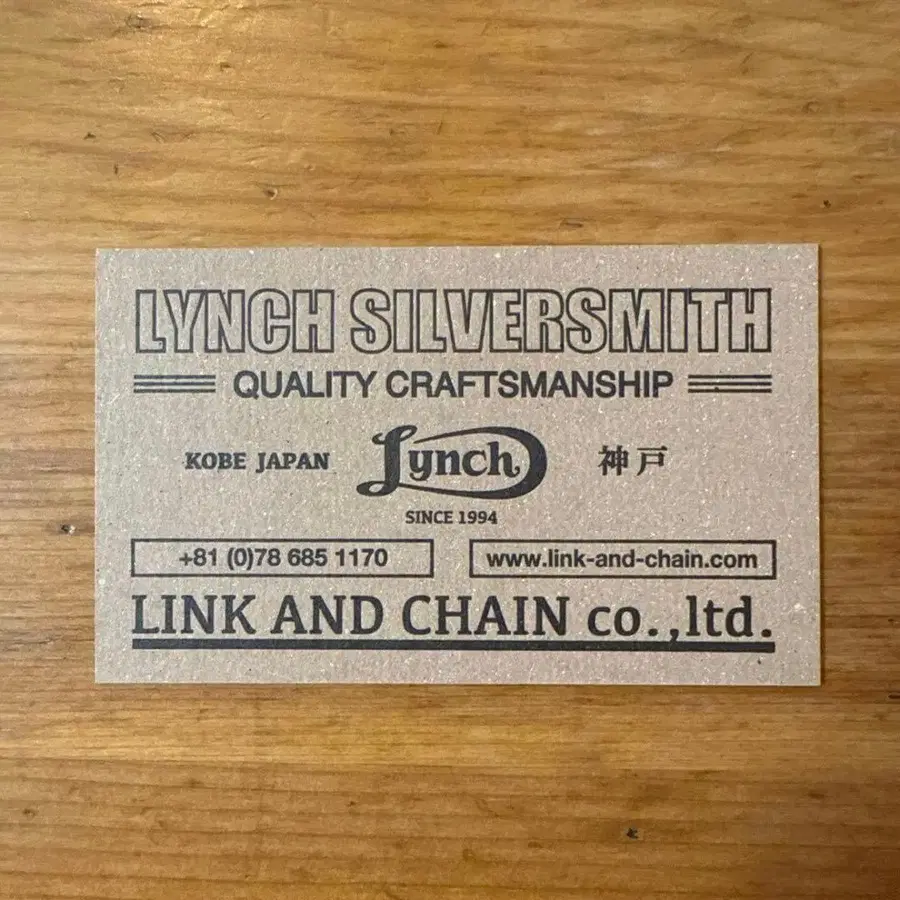 LYNCH SILVERSMITH
QUALITY CRAFTSMANSHIP
KOBE JAPAN Lynch 神戸
SINCE 1994
+81 (0)78 685 1170 www.link-and-chain.com
LINK AND CHAIN co.,ltd.